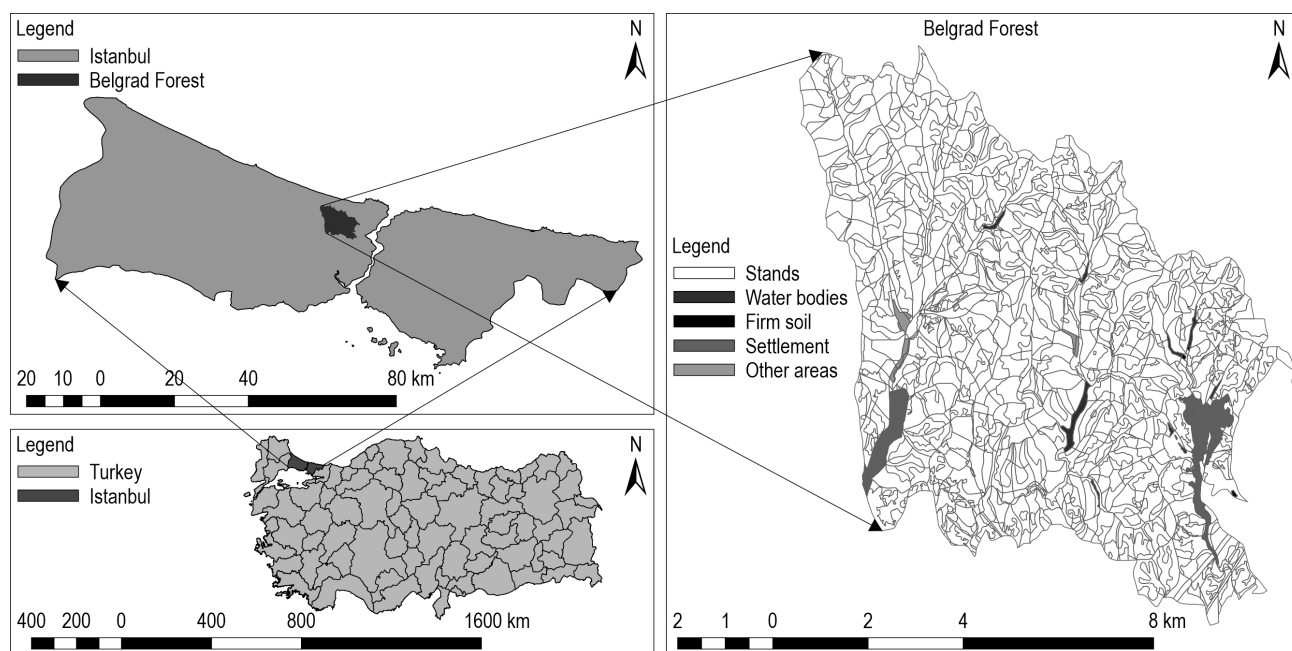 Legend
N
Istanbul
Belgrad Forest
20 10 0 20 40 80 km
Legend
N
Turkey
Istanbul
400 200 0 400 800 1600 km
Belgrad Forest
N
Legend
Stands
Water bodies
Firm soil
Settlement
Other areas
2 1 0 2 4 8 km